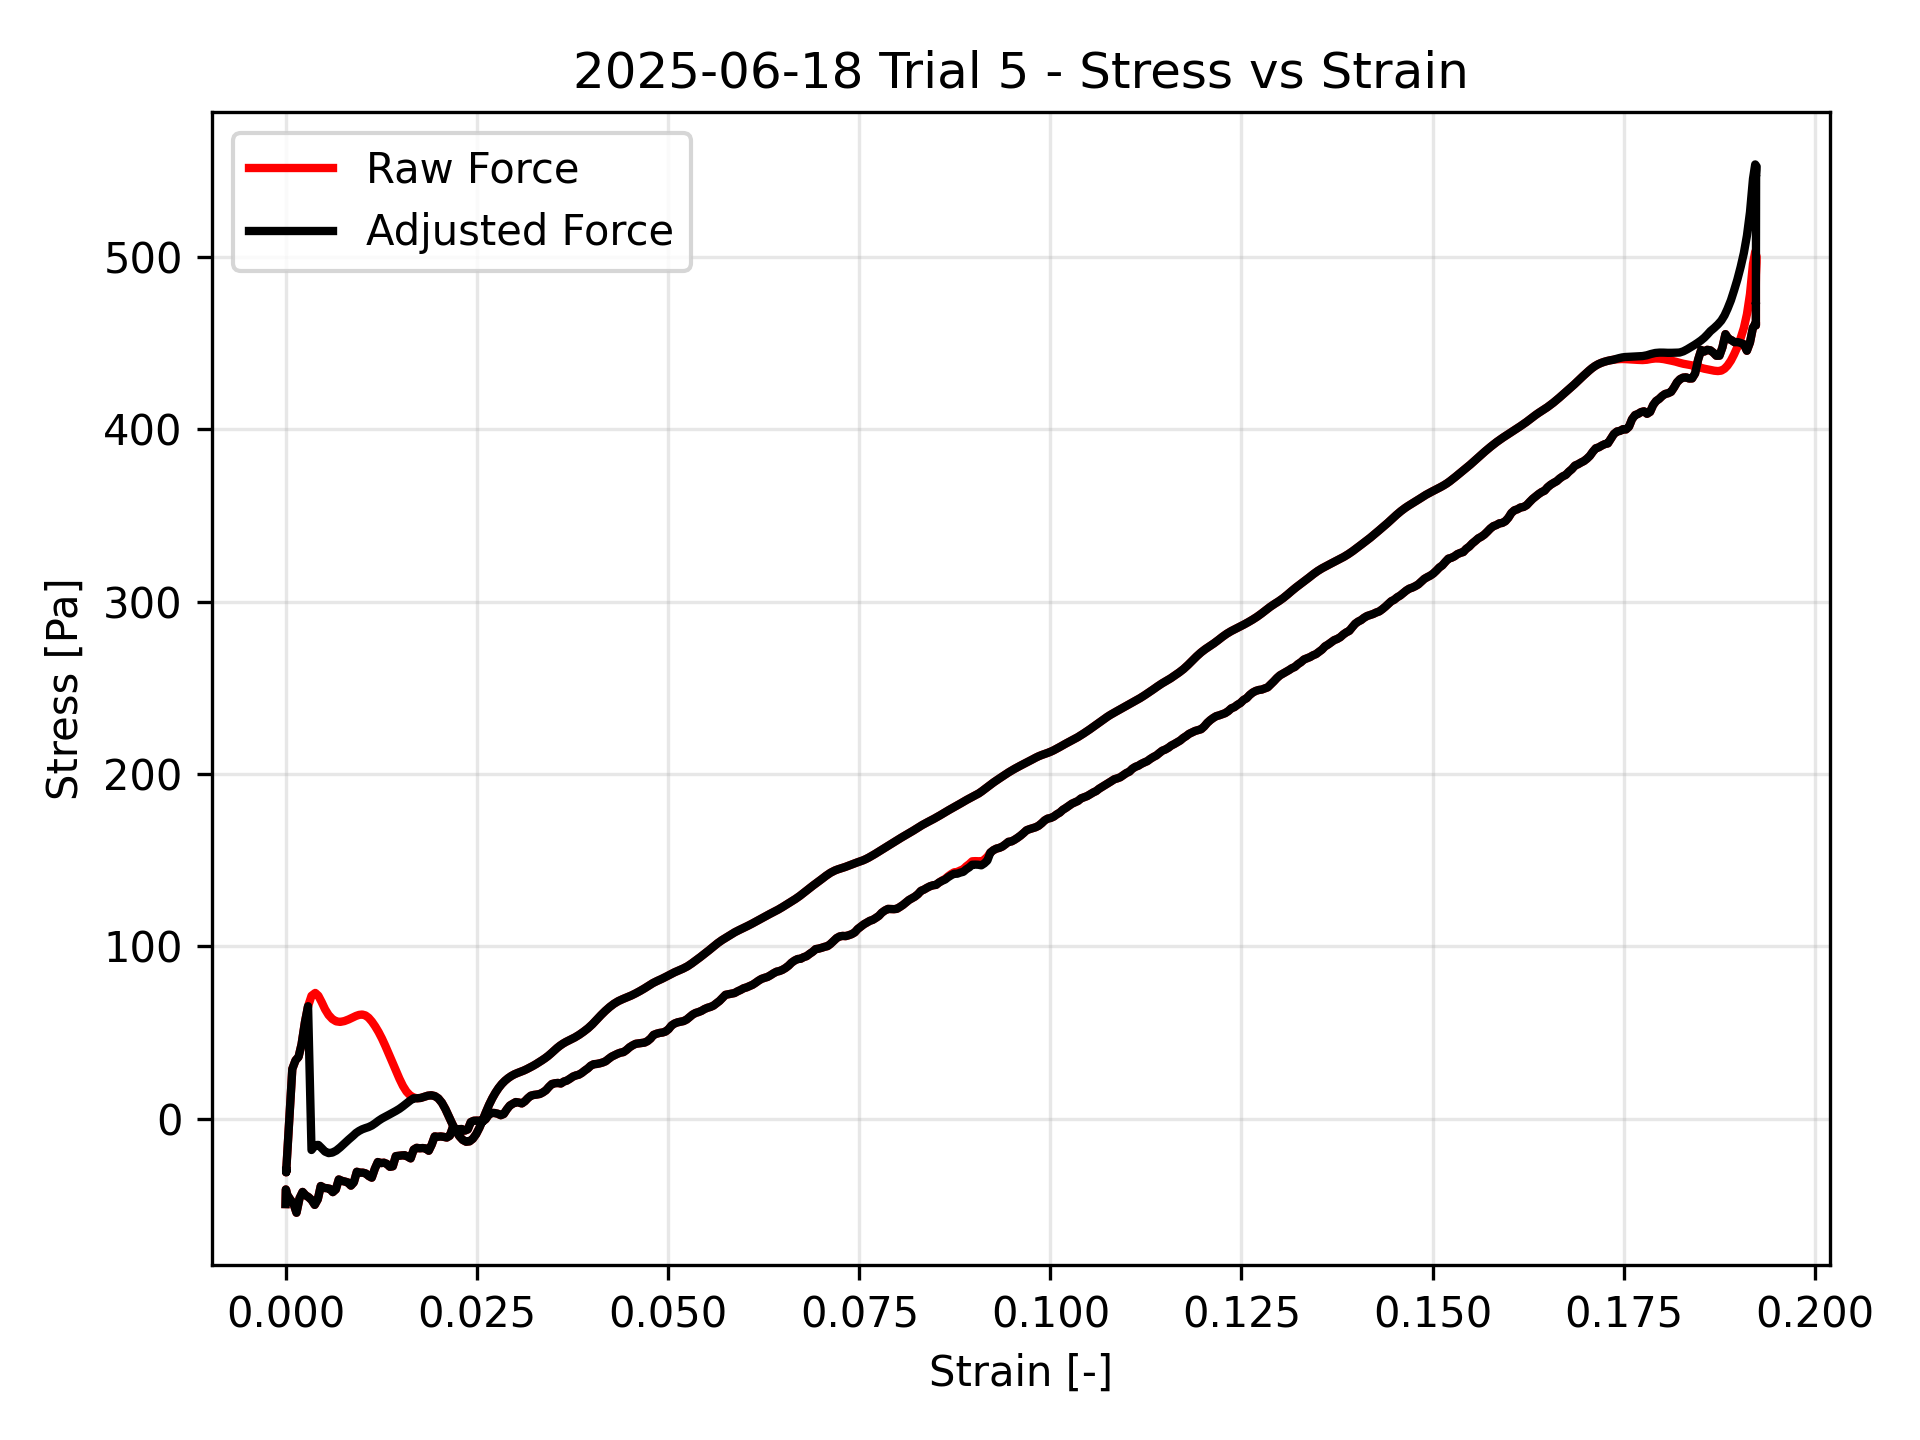 2025-06-18 Trial 5 - Stress vs Strain
Raw Force
Adjusted Force
Stress [Pa]
500
400
300
200
100
0
0.000 0.025 0.050 0.075 0.100 0.125 0.150 0.175 0.200
Strain [-]